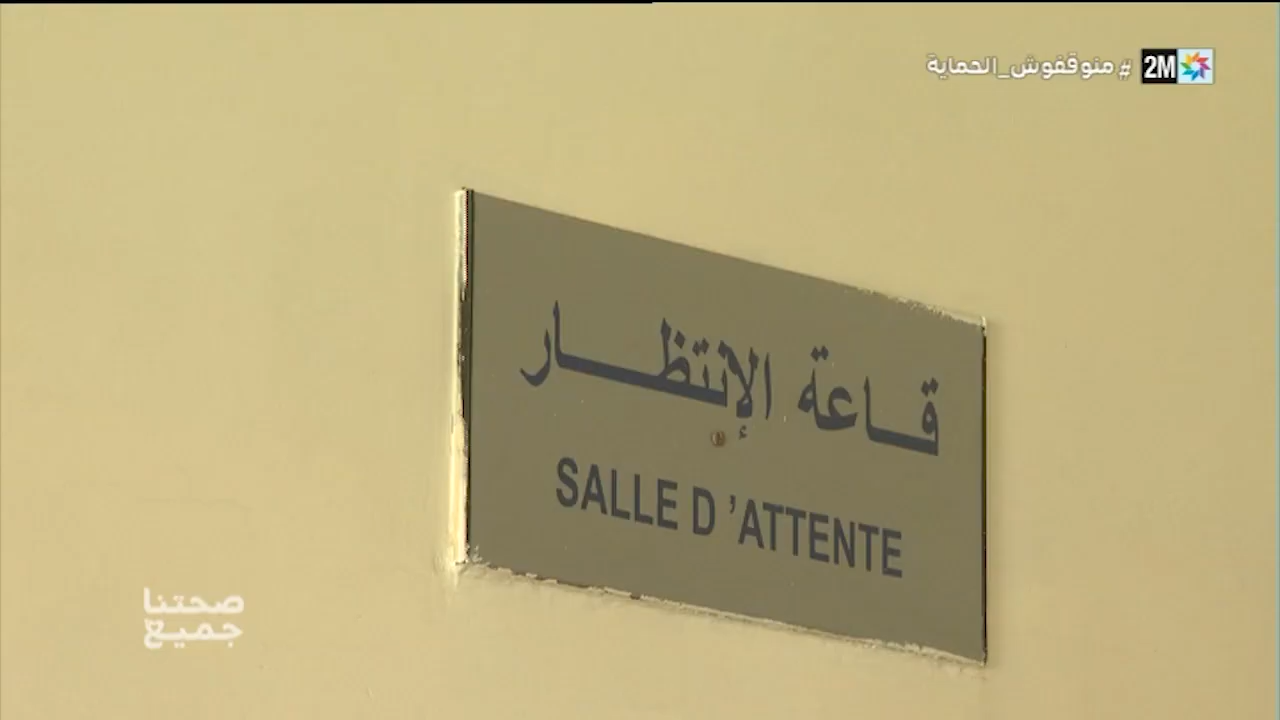 # منوقفوش_الحماية 2M
قاعة الإنتظار
SALLE D 'ATTENTE
صحتنا
جميع